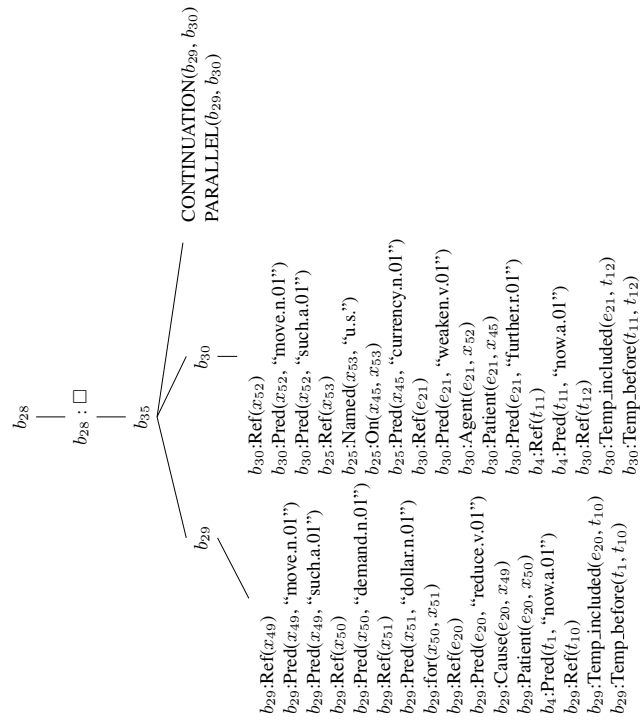 b28
b28 : □
b35
CONTINUATION(b29, b30)
PARALLEL(b29, b30)
b29
b29:Ref(x49)
b29:Pred(x49, “move.n.01”)
b29:Pred(x49, “such.a.01”)
b29:Ref(x50)
b29:Pred(x50, “demand.n.01”)
b29:Ref(x51)
b29:Pred(x51, “dollar.n.01”)
b29:for(x50, x51)
b29:Ref(e20)
b29:Pred(e20, “reduce.v.01”)
b29:Cause(e20, x49)
b29:Patient(e20, x50)
b4:Pred(t1, “now.a.01”)
b29:Ref(t10)
b29:Temp_included(e20, t10)
b29:Temp_before(t1, t10)
b30
b30:Ref(x52)
b30:Pred(x52, “move.n.01”)
b30:Pred(x52, “such.a.01”)
b25:Ref(x53)
b25:Named(x53, “u.s.”)
b25:On(x45, x53)
b25:Pred(x45, “currency.n.01”)
b30:Ref(e21)
b30:Pred(e21, “weaken.v.01”)
b30:Agent(e21, x52)
b30:Patient(e21, x45)
b30:Pred(e21, “further.r.01”)
b4:Ref(t11)
b4:Pred(t11, “now.a.01”)
b30:Ref(t12)
b30:Temp_included(e21, t12)
b30:Temp_before(t11, t12)